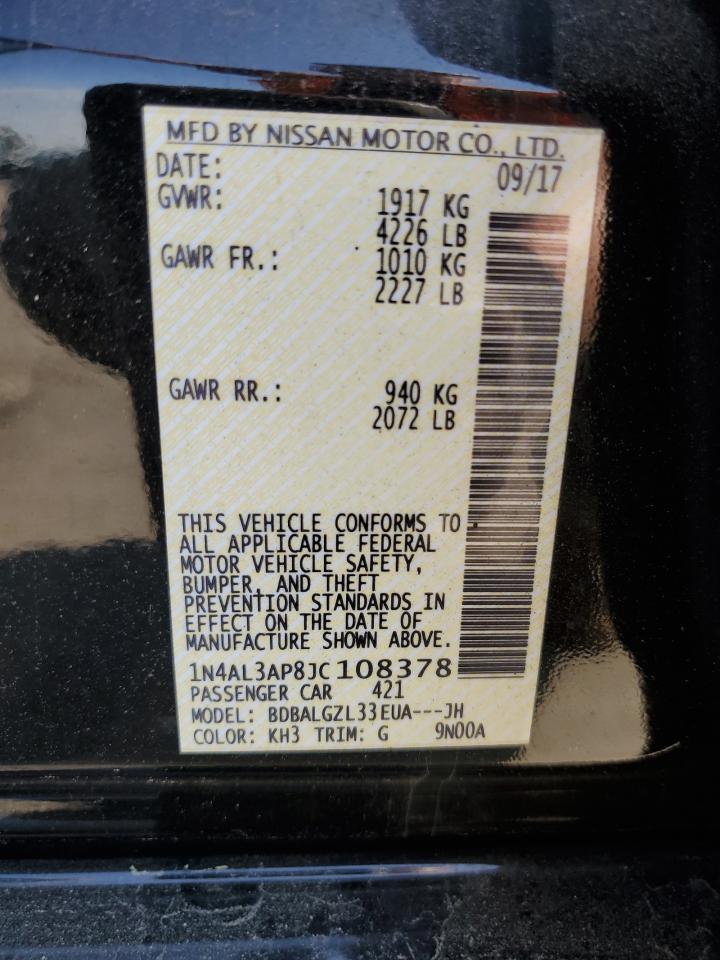 MFD BY NISSAN MOTOR CO., LTD.
DATE: 09/17
GVWR: 1917 KG
4226 LB
GAWR FR.: 1010 KG
2227 LB
GAWR RR.: 940 KG
2072 LB
THIS VEHICLE CONFORMS TO
ALL APPLICABLE FEDERAL
MOTOR VEHICLE SAFETY,
BUMPER, AND THEFT
PREVENTION STANDARDS IN
EFFECT ON THE DATE OF
MANUFACTURE SHOWN ABOVE.
1N4AL3AP8JC108378
PASSENGER CAR 421
MODEL: BDBALGZL33EUA---JH
COLOR: KH3 TRIM: G 9N00A